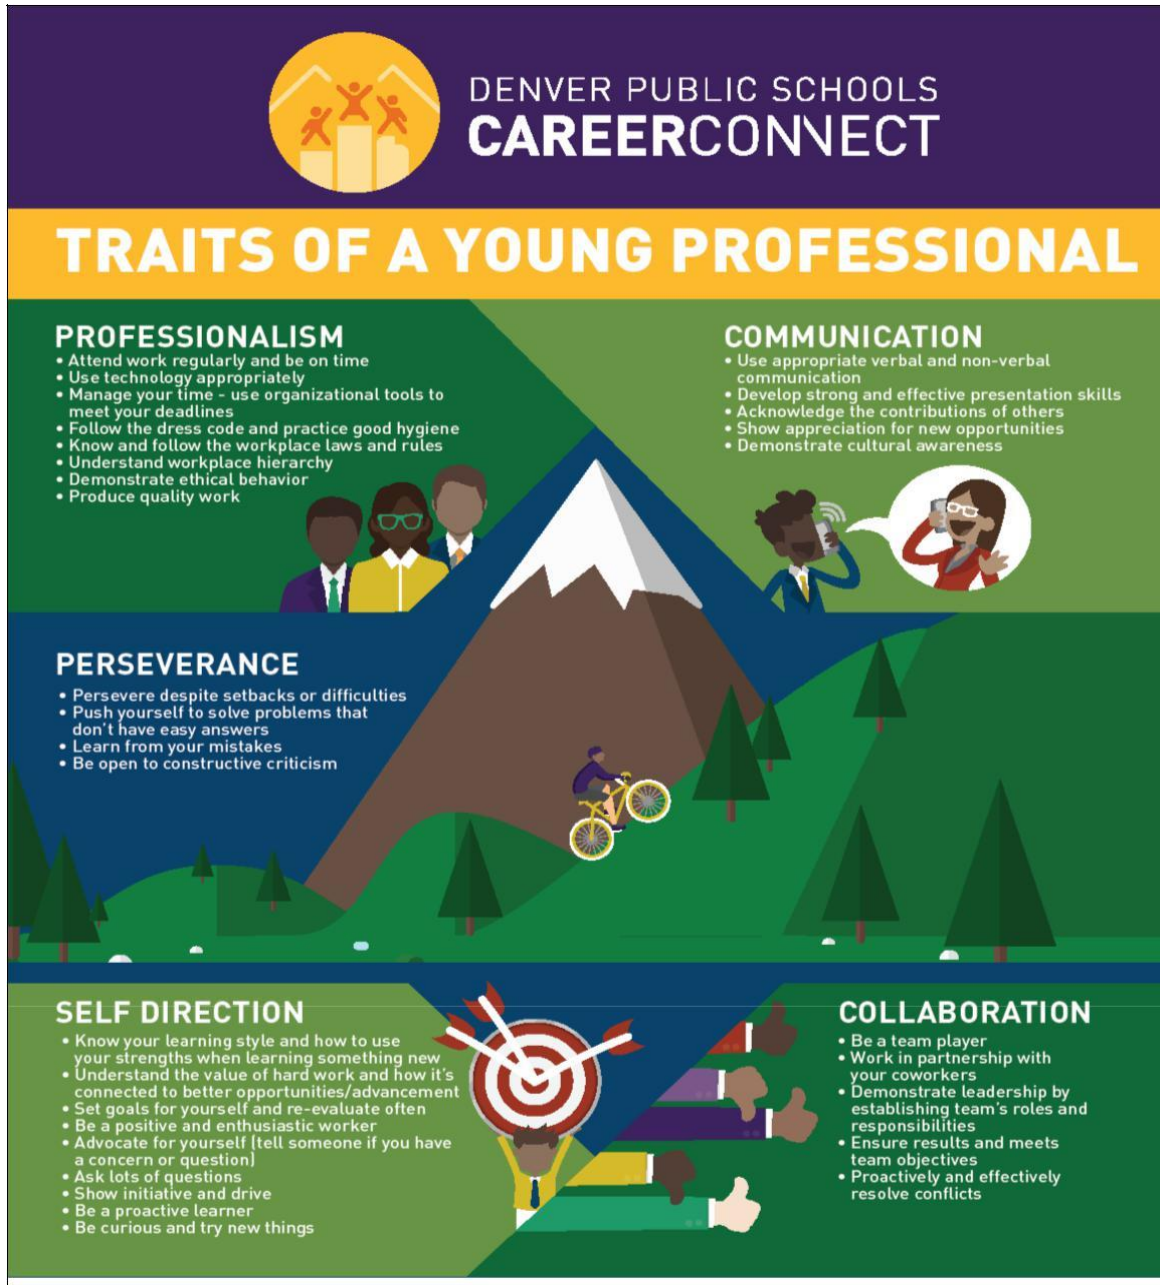 DENVER PUBLIC SCHOOLS
CAREERCONNECT
TRAITS OF A YOUNG PROFESSIONAL
PROFESSIONALISM
• Attend work regularly and be on time
• Use technology appropriately
• Manage your time - use organizational tools to
meet your deadlines
• Follow the dress code and practice good hygiene
• Know and follow the workplace laws and rules
• Understand workplace hierarchy
• Demonstrate ethical behavior
• Produce quality work
COMMUNICATION
• Use appropriate verbal and non-verbal
communication
• Develop strong and effective presentation skills
• Acknowledge the contributions of others
• Show appreciation for new opportunities
• Demonstrate cultural awareness
PERSEVERANCE
• Persevere despite setbacks or difficulties
• Push yourself to solve problems that
don't have easy answers
• Learn from your mistakes
• Be open to constructive criticism
SELF DIRECTION
• Know your learning style and how to use
your strengths when learning something new
• Understand the value of hard work and how it's
connected to better opportunities/advancement
• Set goals for yourself and re-evaluate often
• Be a positive and enthusiastic worker
• Advocate for yourself (tell someone if you have
a concern or question)
• Ask lots of questions
• Show initiative and drive
• Be a proactive learner
• Be curious and try new things
COLLABORATION
• Be a team player
• Work in partnership with
your coworkers
• Demonstrate leadership by
establishing team's roles and
responsibilities
• Ensure results and meets
team objectives
• Proactively and effectively
resolve conflicts